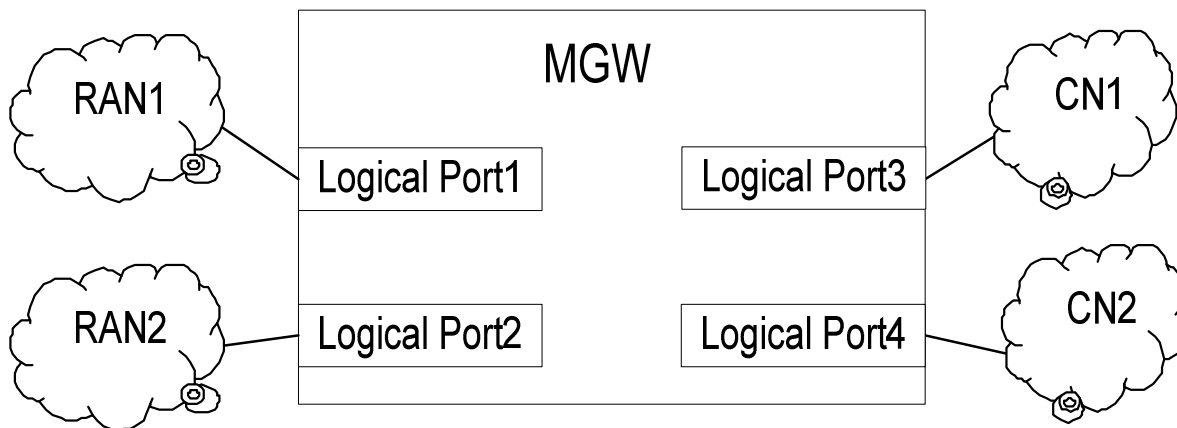 MGW
RAN1
CN1
Logical Port1
Logical Port3
RAN2
CN2
Logical Port2
Logical Port4